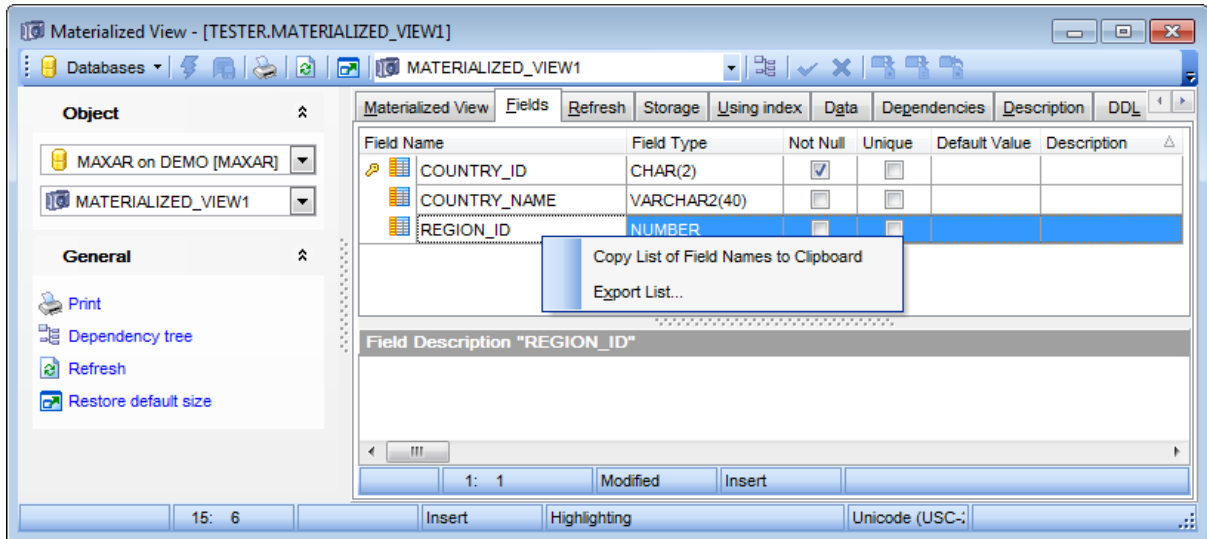 Materialized View - [TESTER.MATERIALIZED_VIEW1]
Databases MATERIALIZED_VIEW1
Object
MAXAR on DEMO [MAXAR]
MATERIALIZED_VIEW1
General
Print
Dependency tree
Refresh
Restore default size
Materialized View Fields Refresh Storage Using index Data Dependencies Description DDL
Field Name Field Type Not Null Unique Default Value Description
COUNTRY_ID CHAR(2)
COUNTRY_NAME VARCHAR2(40)
REGION_ID NUMBER
Copy List of Field Names to Clipboard
Export List...
Field Description "REGION_ID"
1: 1 Modified Insert
15: 6 Insert Highlighting Unicode (USC-